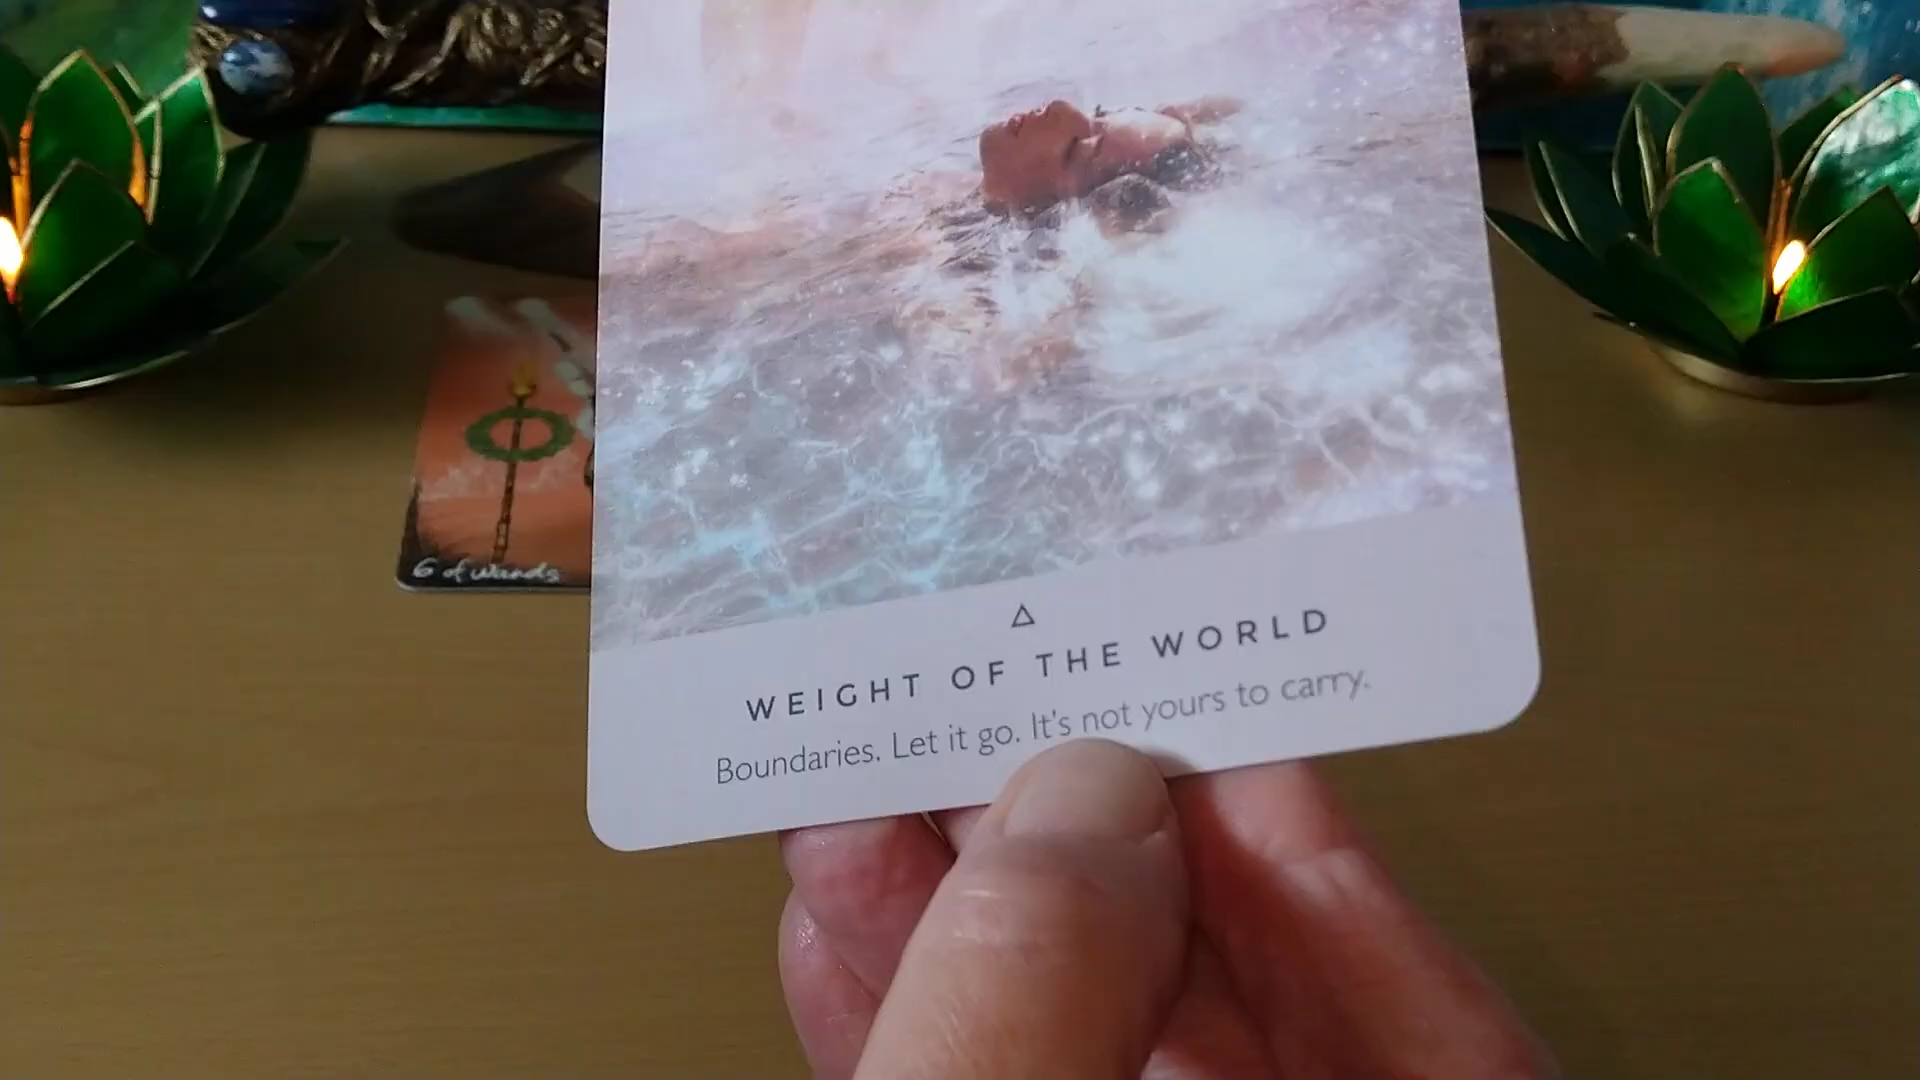 6 of Wands
WEIGHT OF THE WORLD
Boundaries. Let it go. It's not yours to carry.